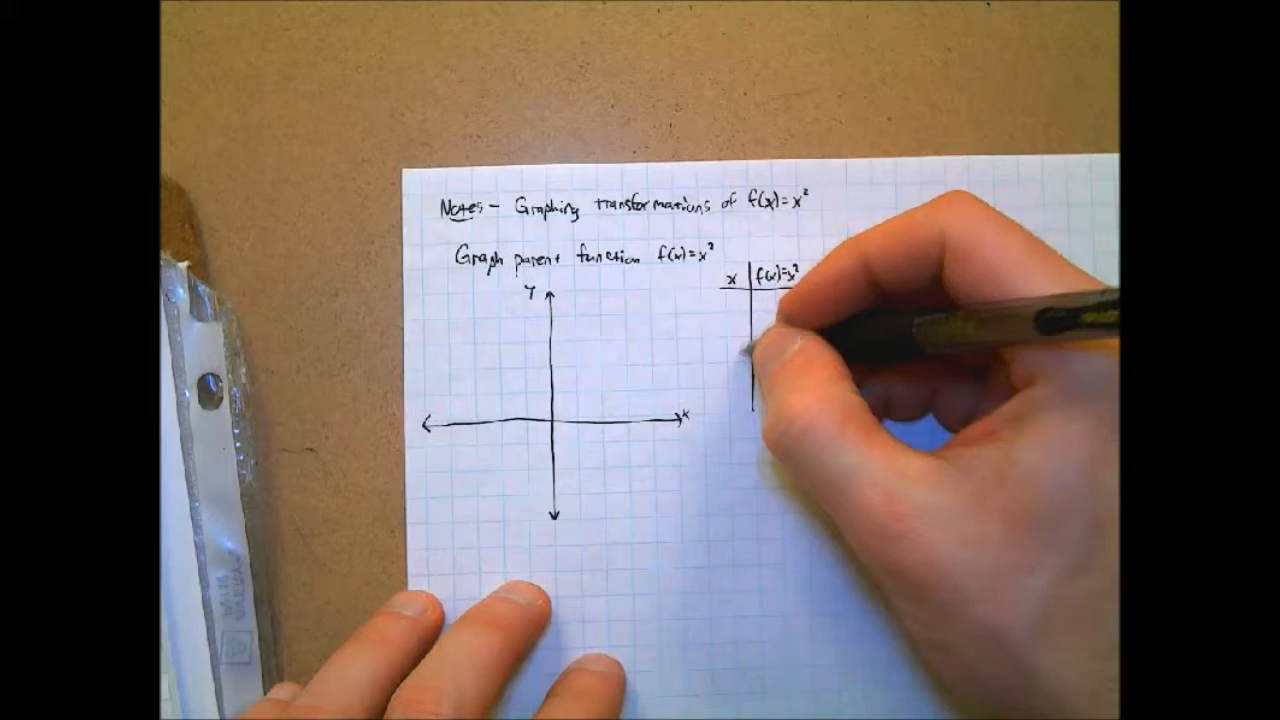 Notes - Graphing transformations of f(x)=x²
Graph parent function f(x)=x²
x f(x)=x²
y
x